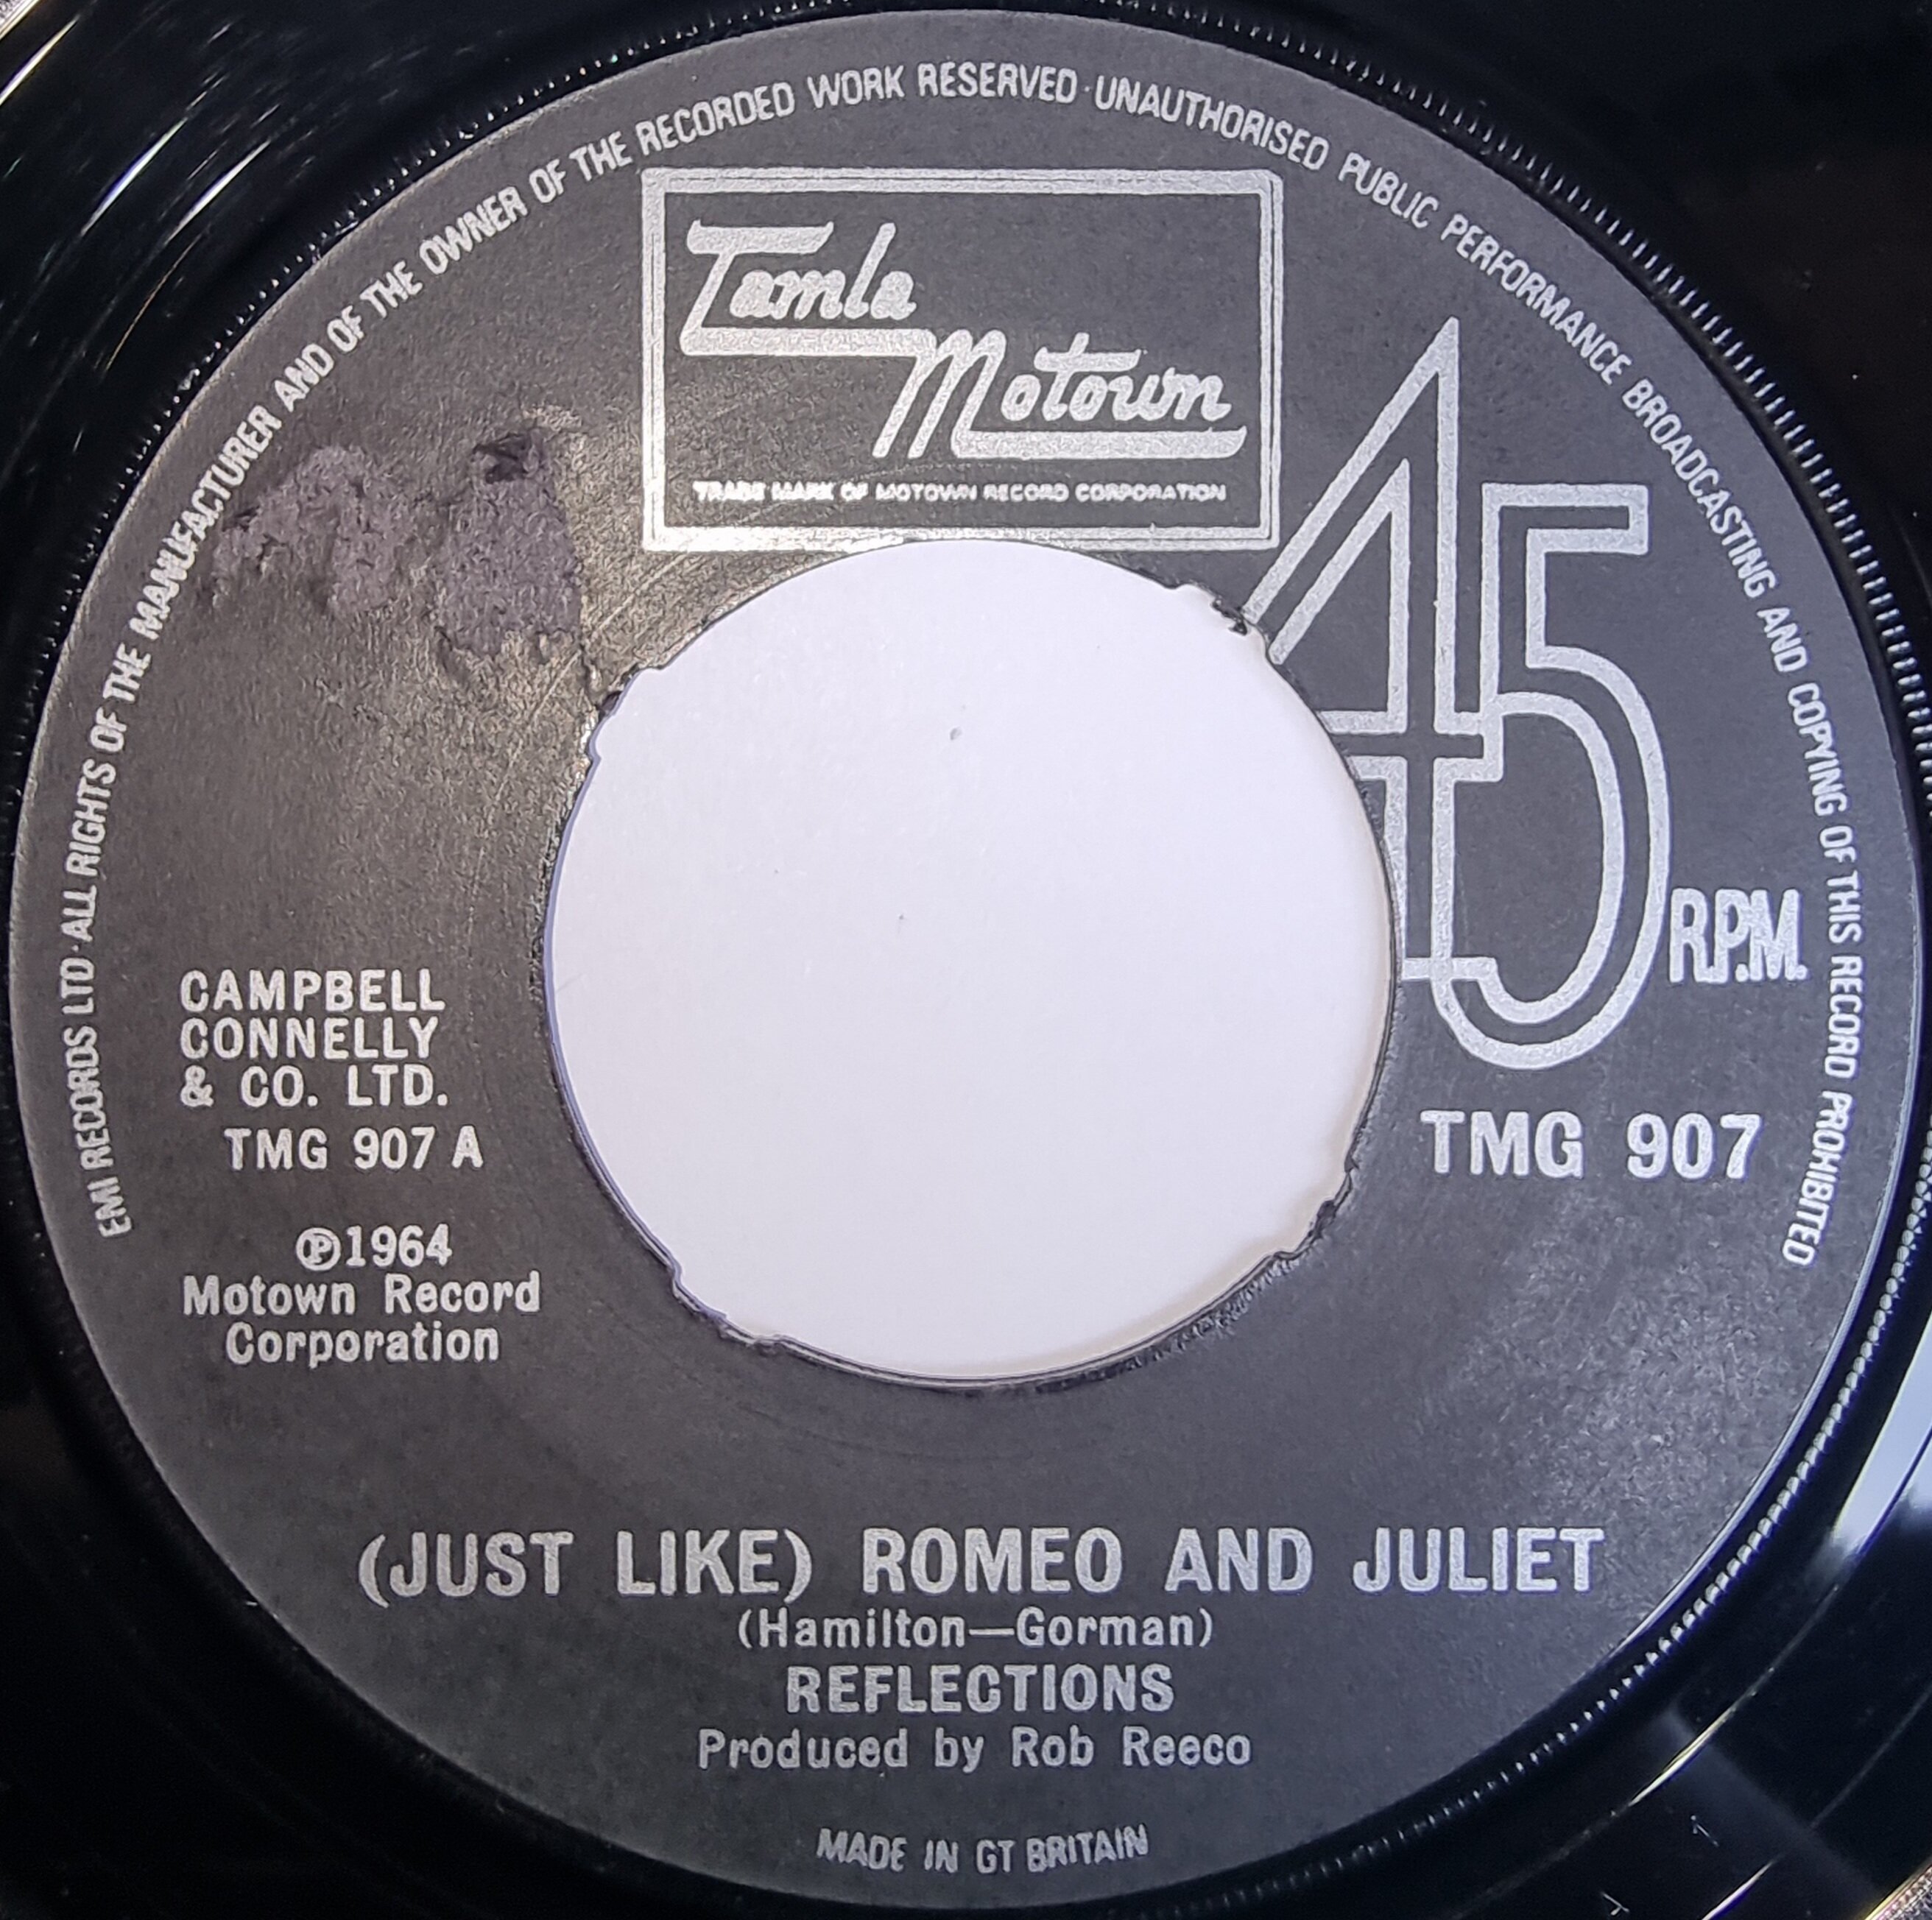 EMI RECORDS LTD · ALL RIGHTS OF THE MANUFACTURER AND OF THE OWNER OF THE RECORDED WORK RESERVED · UNAUTHORISED PUBLIC PERFORMANCE BROADCASTING AND COPYING OF THIS RECORD PROHIBITED
Tamla
Motown
TRADE MARK OF MOTOWN RECORD CORPORATION
45
R.P.M.
CAMPBELL
CONNELLY
& CO. LTD.
TMG 907 A
TMG 907
℗1964
Motown Record
Corporation
(JUST LIKE) ROMEO AND JULIET
(Hamilton—Gorman)
REFLECTIONS
Produced by Rob Reeco
MADE IN GT BRITAIN